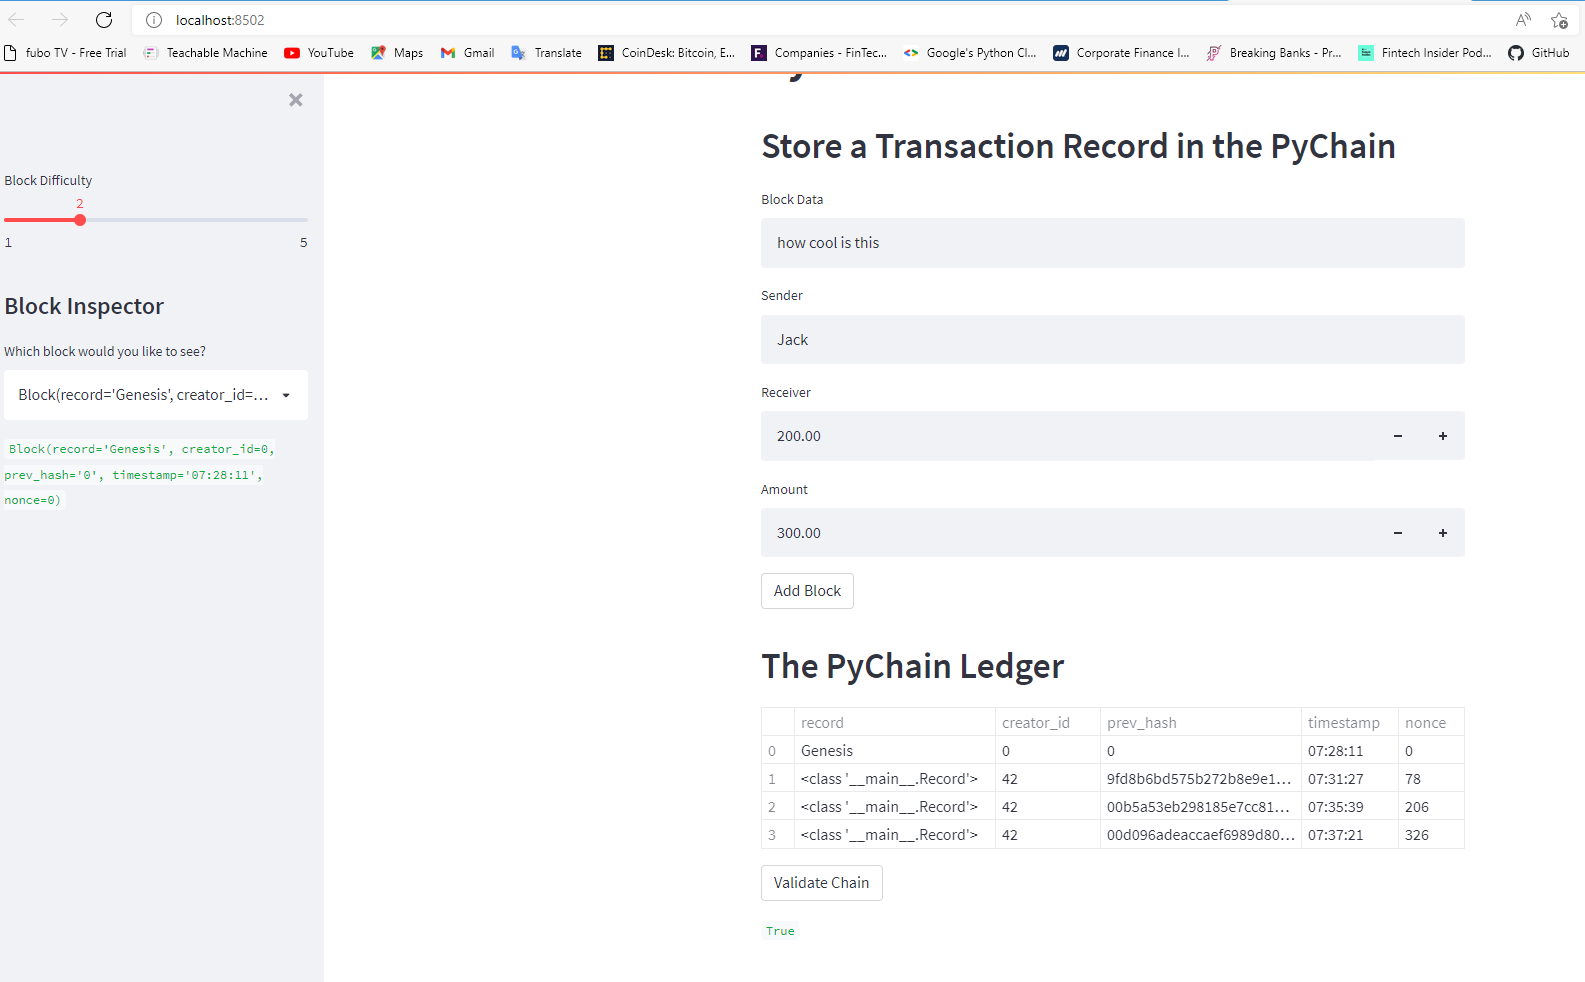 localhost:8502
fubo TV - Free Trial Teachable Machine YouTube Maps Gmail Translate CoinDesk: Bitcoin, E... Companies - FinTec... Google's Python Cl... Corporate Finance I... Breaking Banks - Pr... Fintech Insider Pod... GitHub
Block Difficulty
2
1 5
Block Inspector
Which block would you like to see?
Block(record='Genesis', creator_id=...
Block(record='Genesis', creator_id=0,
prev_hash='0', timestamp='07:28:11',
nonce=0)
Store a Transaction Record in the PyChain
Block Data
how cool is this
Sender
Jack
Receiver
200.00
Amount
300.00
Add Block
The PyChain Ledger
record creator_id prev_hash timestamp nonce
0 Genesis 0 0 07:28:11 0
1 <class '__main__.Record'> 42 9fd8b6bd575b272b8e9e1... 07:31:27 78
2 <class '__main__.Record'> 42 00b5a53eb298185e7cc81... 07:35:39 206
3 <class '__main__.Record'> 42 00d096adeaccaef6989d80... 07:37:21 326
Validate Chain
True